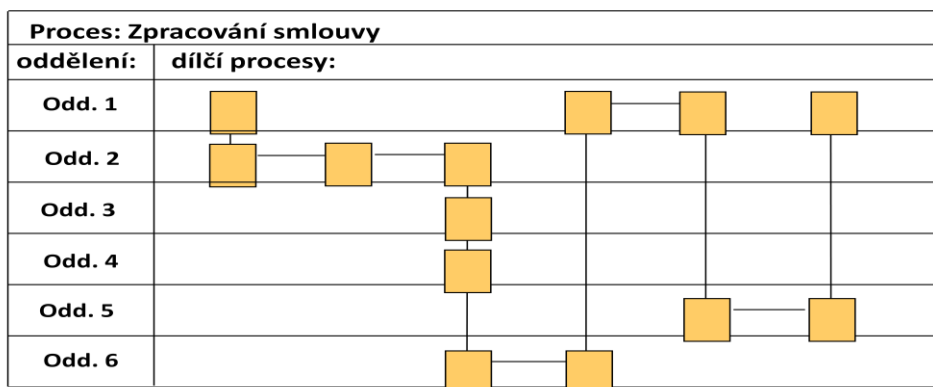 Proces: Zpracování smlouvy
oddělení: dílčí procesy:
Odd. 1
Odd. 2
Odd. 3
Odd. 4
Odd. 5
Odd. 6